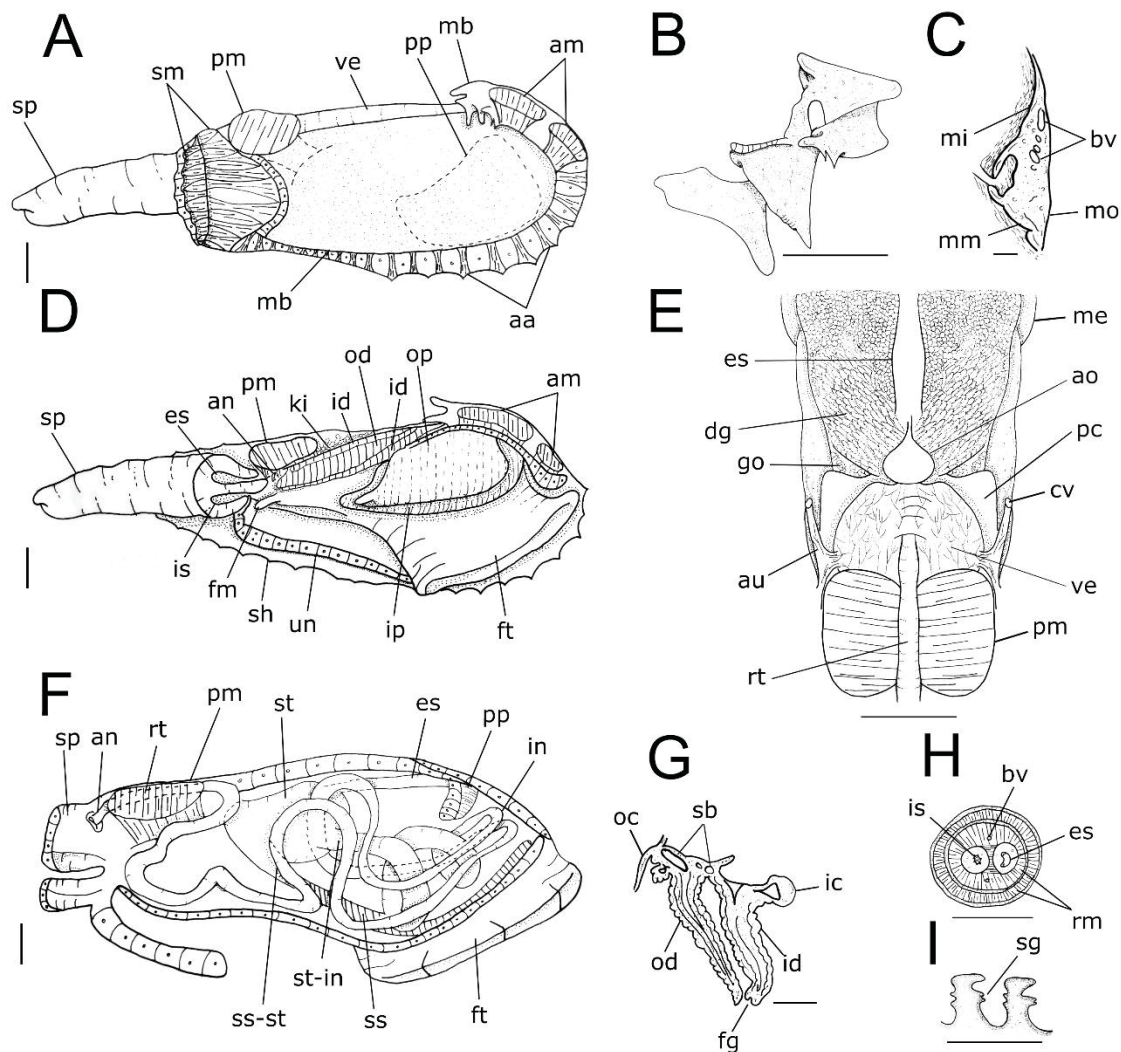 A
sp
sm
pm
ve
pp
mb
am
mb
aa
B
C
mi
bv
mo
mm
D
sp
es
an
pm
ki
id
od
op
id
am
is
fm
sh
un
ip
ft
E
me
es
ao
dg
pc
go
cv
au
ve
pm
rt
F
sp
an
rt
pm
st
es
pp
in
st-in
ss-st
ss
ft
G
oc
sb
ic
od
id
fg
H
bv
is
es
rm
I
sg